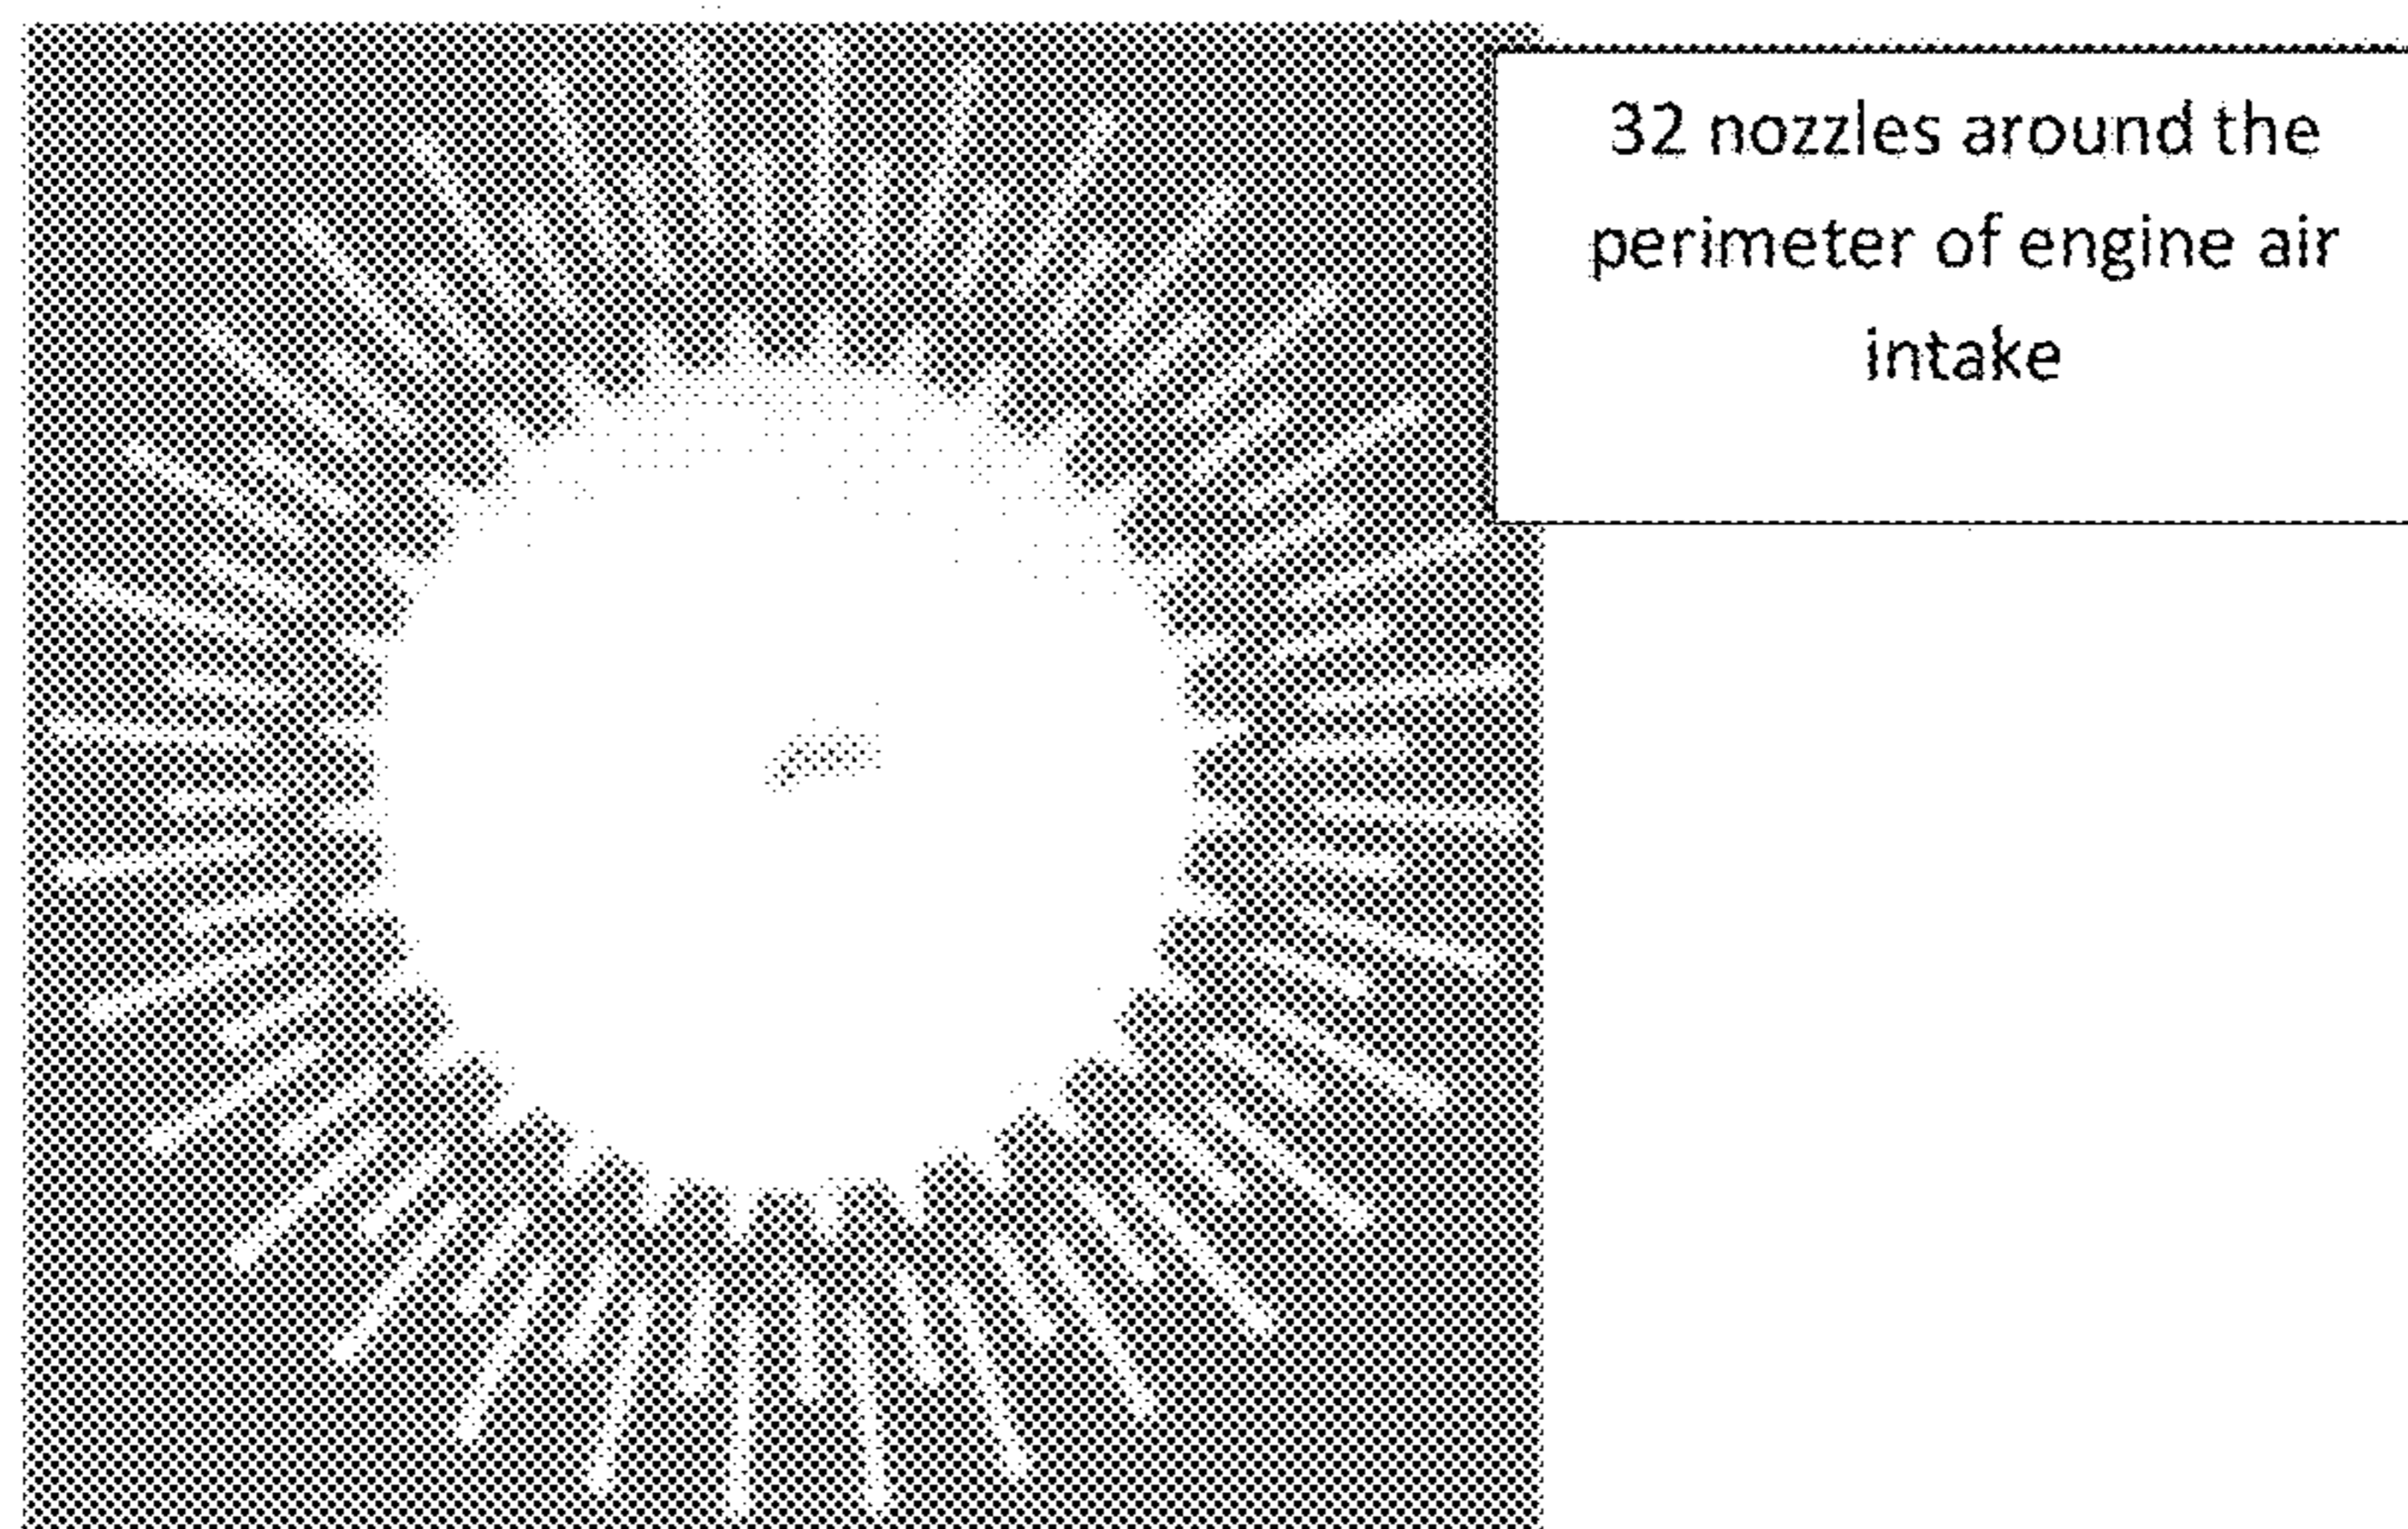 32 nozzles around the
perimeter of engine air
intake